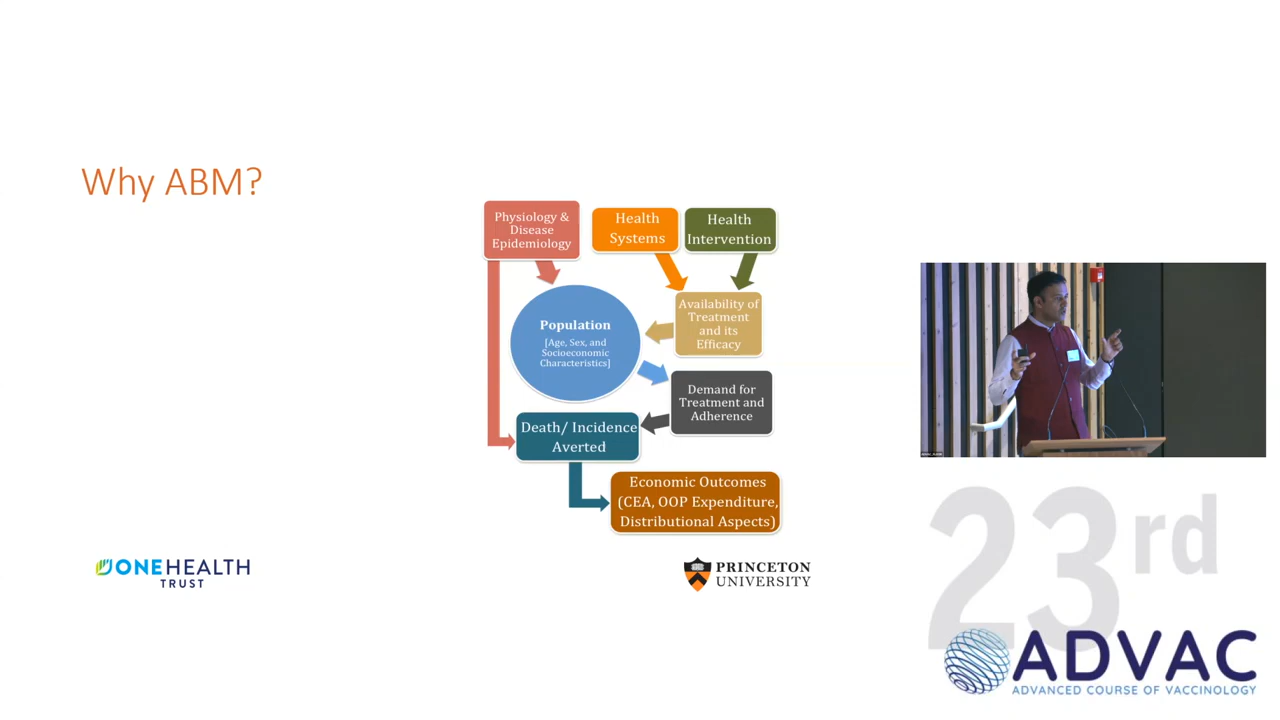 Why ABM?
Physiology &
Disease
Epidemiology
Health
Systems
Health
Intervention
Population
[Age, Sex, and
Socioeconomic
Characteristics]
Availability of
Treatment
and its
Efficacy
Demand for
Treatment and
Adherence
Death/ Incidence
Averted
Economic Outcomes
(CEA, OOP Expenditure,
Distributional Aspects)
ONEHEALTH
TRUST
PRINCETON
UNIVERSITY
23rd
ADVAC
ADVANCED COURSE OF VACCINOLOGY